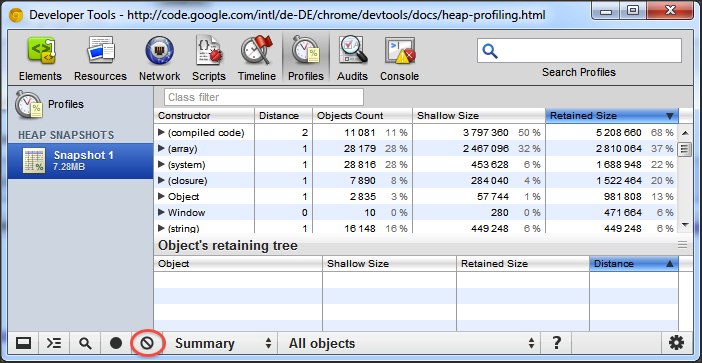 Developer Tools - http://code.google.com/intl/de-DE/chrome/devtools/docs/heap-profiling.html
Elements Resources Network Scripts Timeline Profiles Audits Console Search Profiles
Profiles
HEAP SNAPSHOTS
Snapshot 1
7.28MB
Class filter
Constructor Distance Objects Count Shallow Size Retained Size
(compiled code) 2 11 081 11 % 3 797 360 50 % 5 208 660 68 %
(array) 1 28 179 28 % 2 467 096 32 % 2 810 064 37 %
(system) 1 28 816 28 % 453 628 6 % 1 688 948 22 %
(closure) 1 7 890 8 % 284 040 4 % 1 522 464 20 %
Object 1 2 835 3 % 57 744 1 % 981 808 13 %
Window 0 10 0 % 280 0 % 471 664 6 %
(string) 1 16 148 16 % 449 248 6 % 449 248 6 %
Object's retaining tree
Object Shallow Size Retained Size Distance
Summary All objects ?